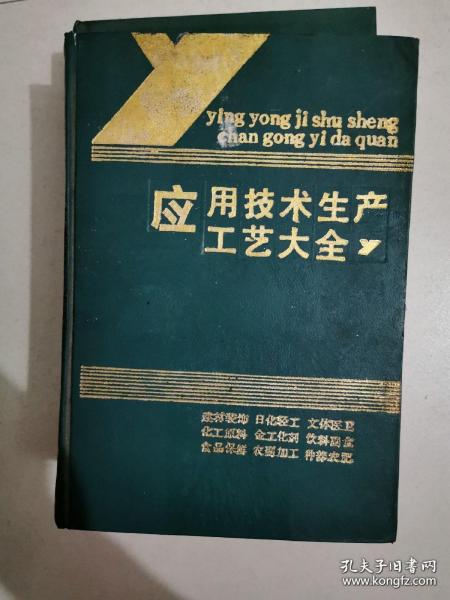 ying yong ji shu sheng
chan gong yi da quan
应用技术生产
工艺大全
建材装饰 日化轻工 文体医卫
化工原料 金工化剂 饮料副食
食品保鲜 农副加工 种养农肥
孔夫子旧书网
www.kongfz.com